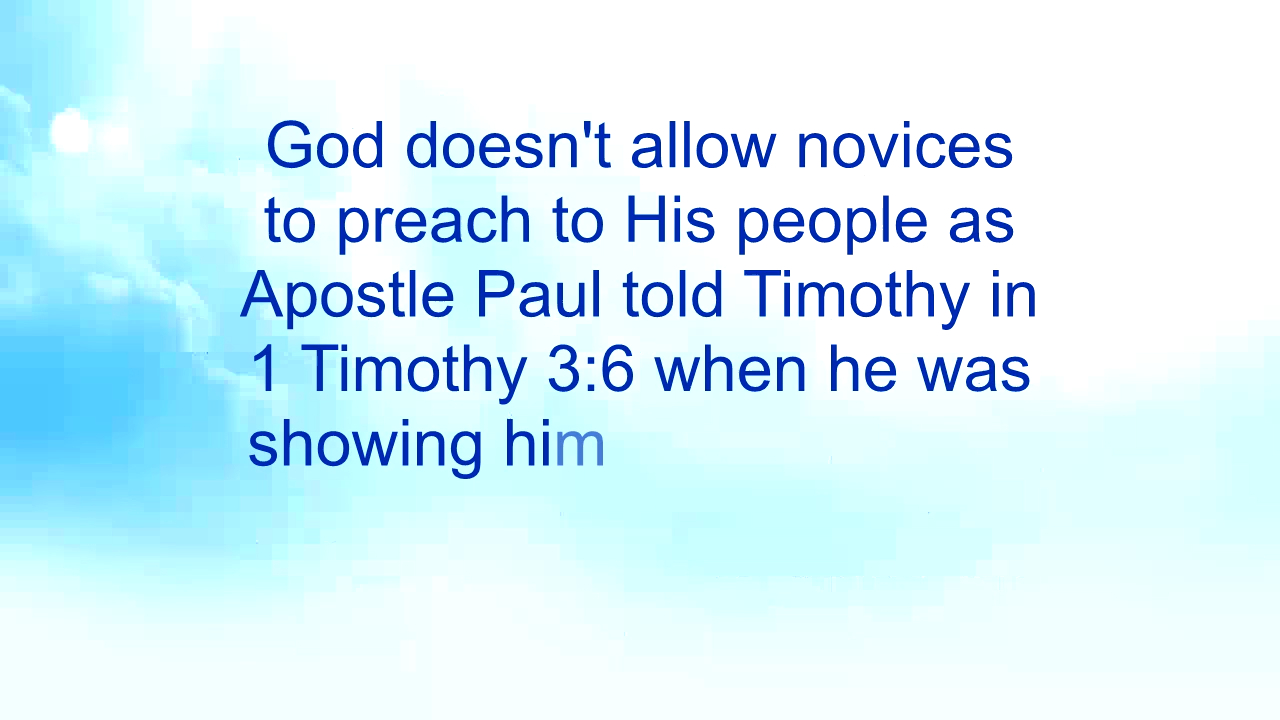 God doesn't allow novices
to preach to His people as
Apostle Paul told Timothy in
1 Timothy 3:6 when he was
showing him